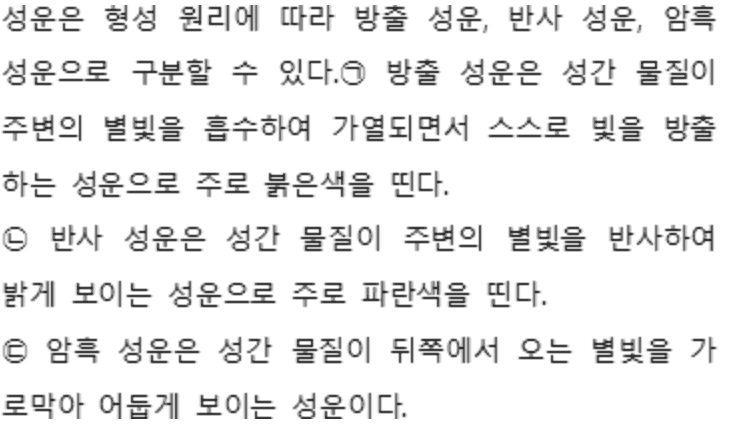 성운은 형성 원리에 따라 방출 성운, 반사 성운, 암흑
성운으로 구분할 수 있다.㉠ 방출 성운은 성간 물질이
주변의 별빛을 흡수하여 가열되면서 스스로 빛을 방출
하는 성운으로 주로 붉은색을 띤다.
㉡ 반사 성운은 성간 물질이 주변의 별빛을 반사하여
밝게 보이는 성운으로 주로 파란색을 띤다.
㉢ 암흑 성운은 성간 물질이 뒤쪽에서 오는 별빛을 가
로막아 어둡게 보이는 성운이다.